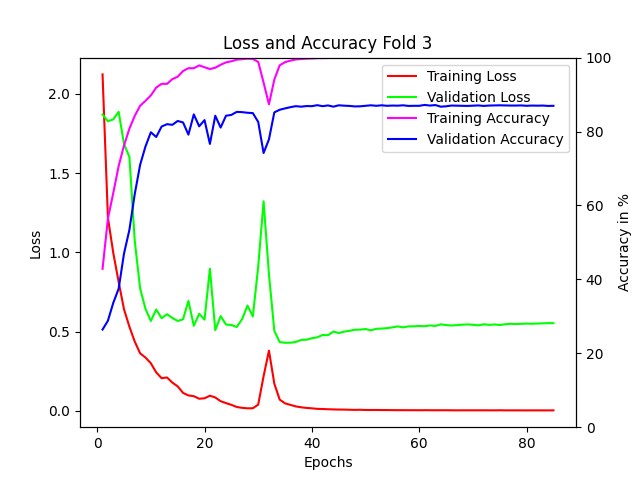 Loss and Accuracy Fold 3
Training Loss
Validation Loss
Training Accuracy
Validation Accuracy
Loss
2.0
1.5
1.0
0.5
0.0
Accuracy in %
100
80
60
40
20
0
0 20 40 60 80
Epochs